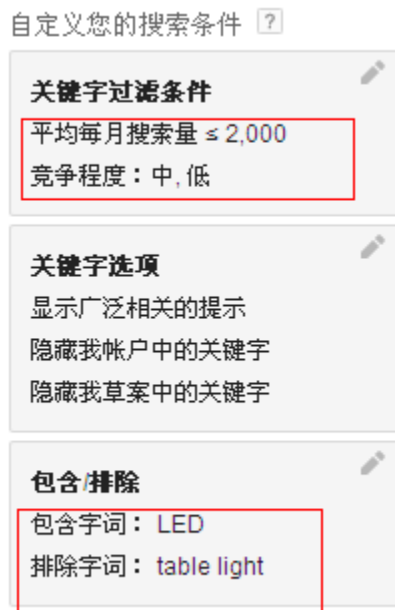 自定义您的搜索条件 ?
关键字过滤条件
平均每月搜索量 ≤ 2,000
竞争程度：中, 低
关键字选项
显示广泛相关的提示
隐藏我帐户中的关键字
隐藏我草案中的关键字
包含/排除
包含字词： LED
排除字词： table light